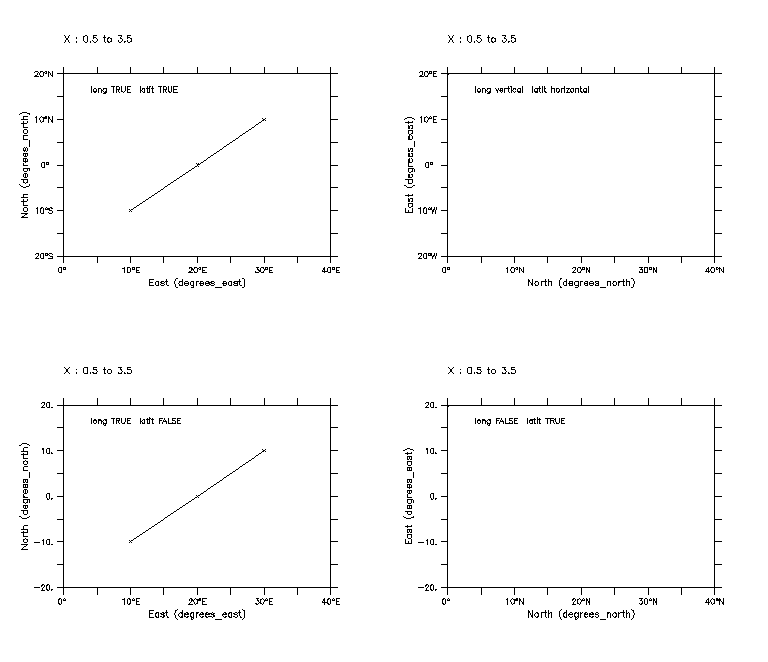 X : 0.5 to 3.5
20°N
long TRUE latit TRUE
10°N
0°
10°S
20°S
North (degrees_north)
0° 10°E 20°E 30°E 40°E
East (degrees_east)
X : 0.5 to 3.5
20°E
long vertical latit horizontal
10°E
0°
10°W
20°W
East (degrees_east)
0° 10°N 20°N 30°N 40°N
North (degrees_north)
X : 0.5 to 3.5
20.
long TRUE latit FALSE
10.
0.
-10.
-20.
North (degrees_north)
0° 10°E 20°E 30°E 40°E
East (degrees_east)
X : 0.5 to 3.5
20.
long FALSE latit TRUE
10.
0.
-10.
-20.
East (degrees_east)
0° 10°N 20°N 30°N 40°N
North (degrees_north)